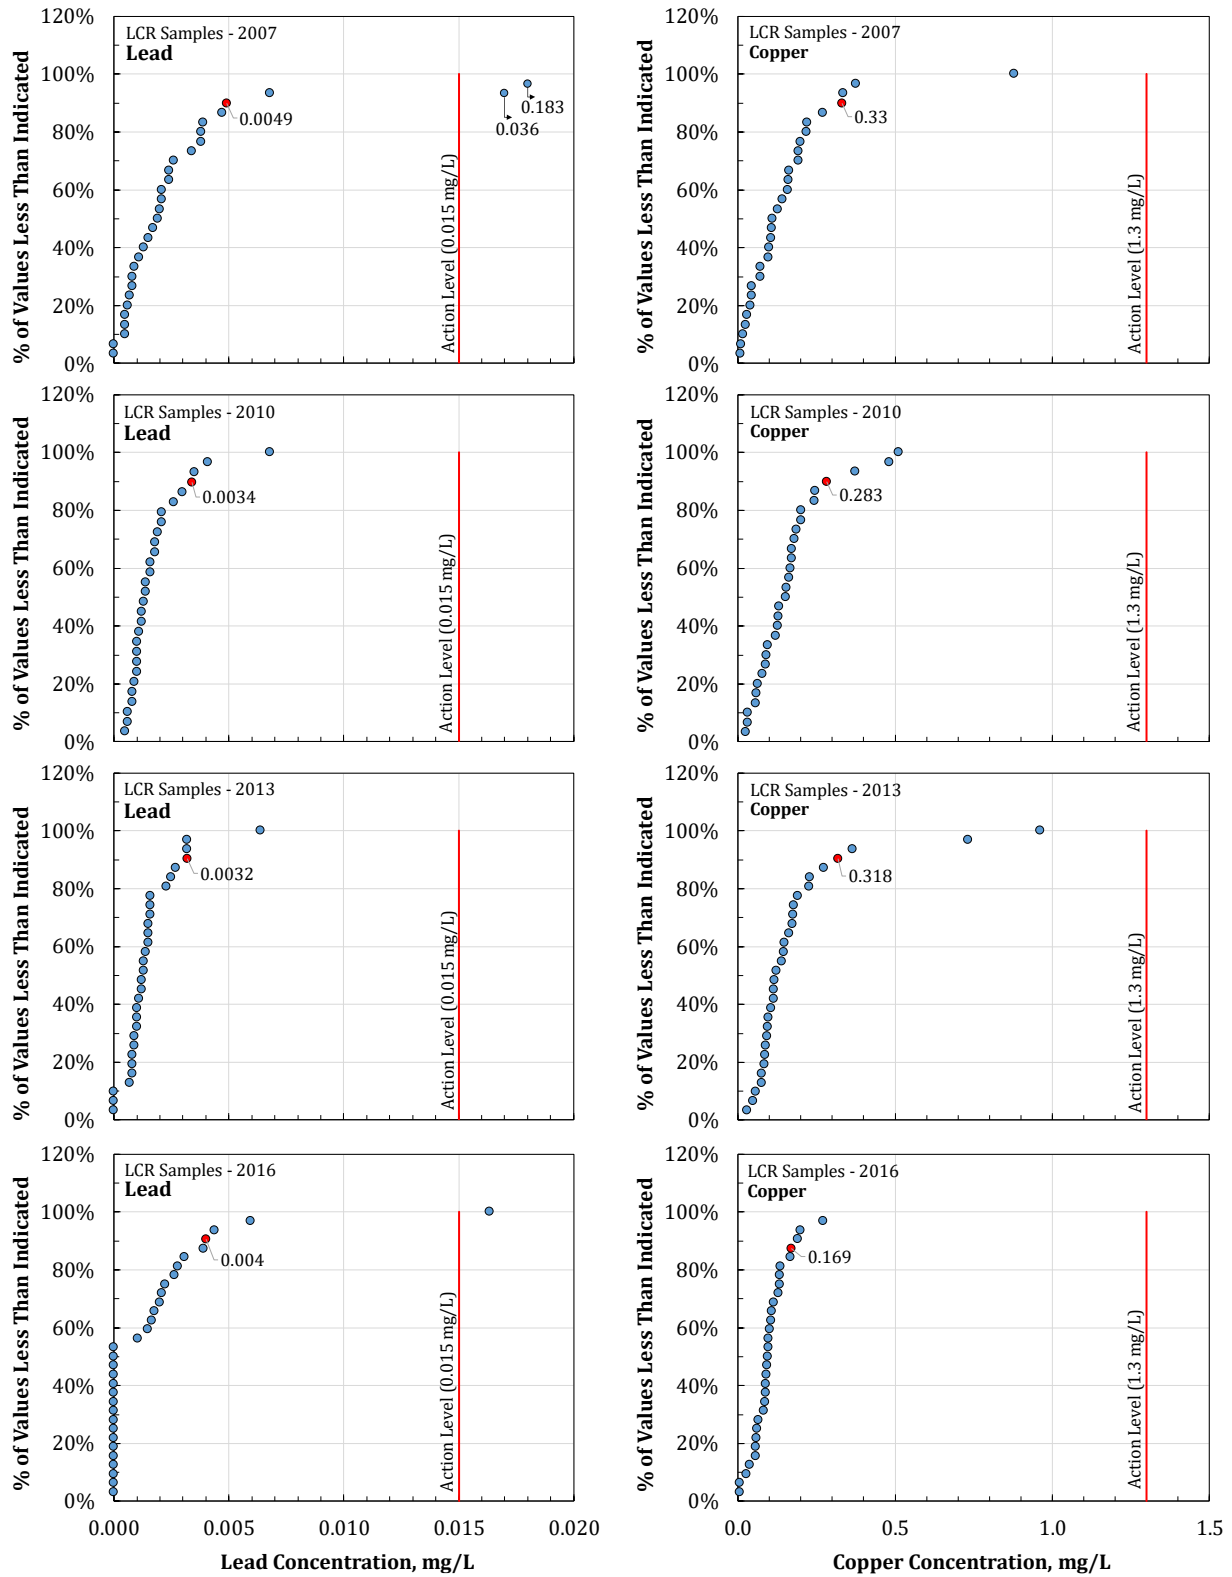 LCR Samples - 2007
Lead
% of Values Less Than Indicated
120%
100%
80%
60%
40%
20%
0%
0.0049
0.183
0.036
Action Level (0.015 mg/L)
LCR Samples - 2007
Copper
% of Values Less Than Indicated
120%
100%
80%
60%
40%
20%
0%
0.33
Action Level (1.3 mg/L)
LCR Samples - 2010
Lead
% of Values Less Than Indicated
120%
100%
80%
60%
40%
20%
0%
0.0034
Action Level (0.015 mg/L)
LCR Samples - 2010
Copper
% of Values Less Than Indicated
120%
100%
80%
60%
40%
20%
0%
0.283
Action Level (1.3 mg/L)
LCR Samples - 2013
Lead
% of Values Less Than Indicated
120%
100%
80%
60%
40%
20%
0%
0.0032
Action Level (0.015 mg/L)
LCR Samples - 2013
Copper
% of Values Less Than Indicated
120%
100%
80%
60%
40%
20%
0%
0.318
Action Level (1.3 mg/L)
LCR Samples - 2016
Lead
% of Values Less Than Indicated
120%
100%
80%
60%
40%
20%
0%
0.004
Action Level (0.015 mg/L)
0.000 0.005 0.010 0.015 0.020
Lead Concentration, mg/L
LCR Samples - 2016
Copper
% of Values Less Than Indicated
120%
100%
80%
60%
40%
20%
0%
0.169
Action Level (1.3 mg/L)
0.0 0.5 1.0 1.5
Copper Concentration, mg/L